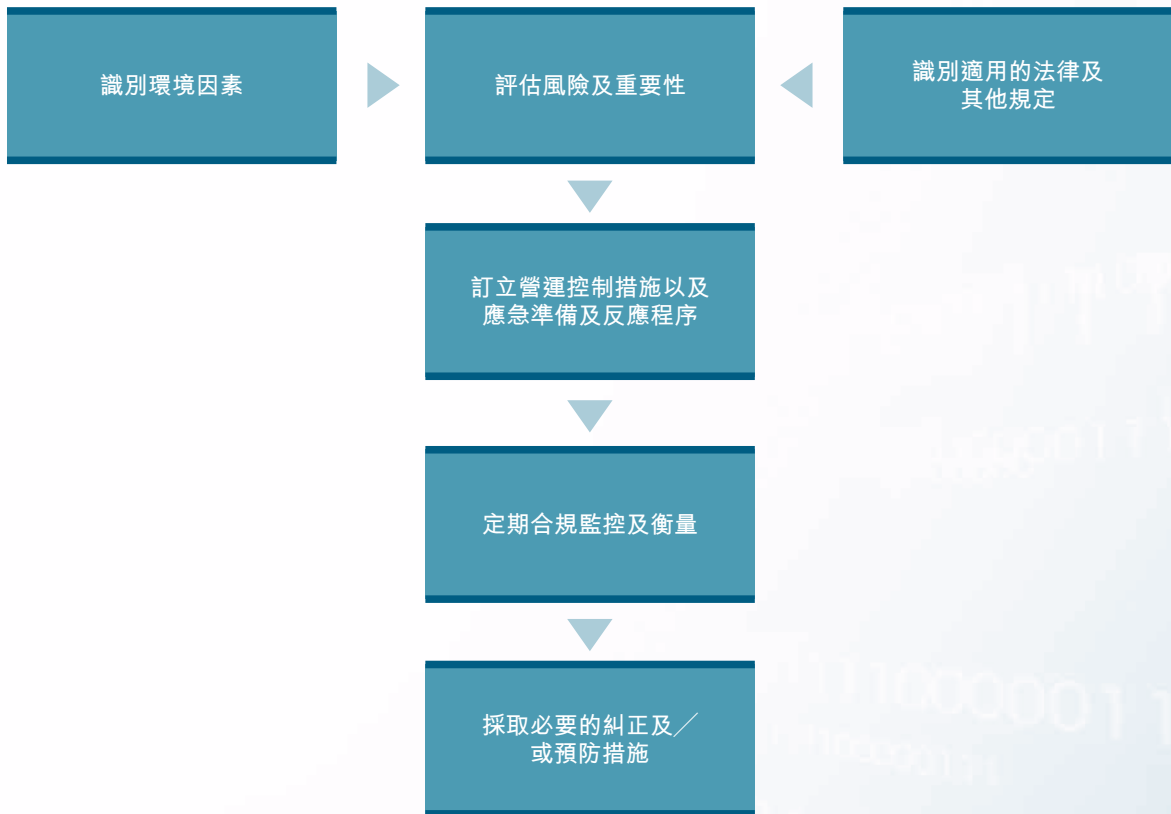 識別環境因素
評估風險及重要性
識別適用的法律及
其他規定
訂立營運控制措施以及
應急準備及反應程序
定期合規監控及衡量
採取必要的糾正及／
或預防措施